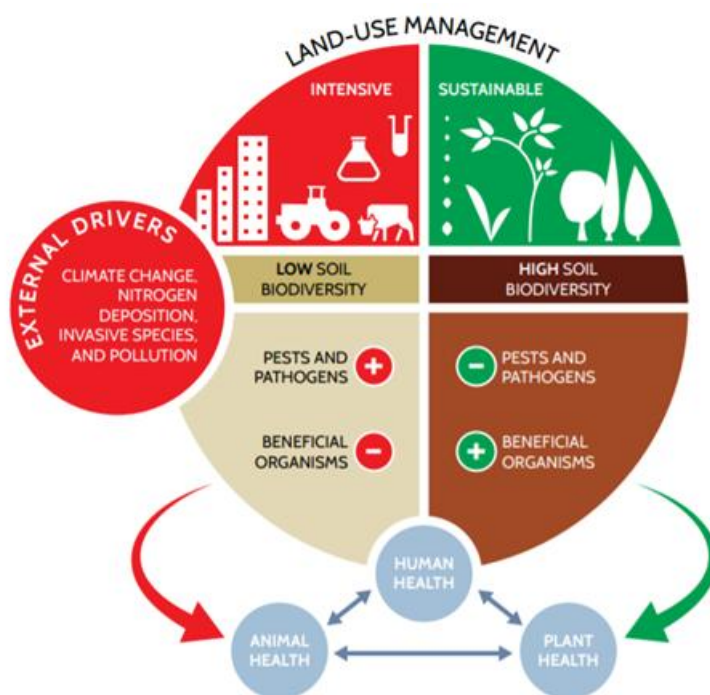 LAND-USE MANAGEMENT
INTENSIVE
SUSTAINABLE
EXTERNAL DRIVERS
CLIMATE CHANGE,
NITROGEN
DEPOSITION,
INVASIVE SPECIES,
AND POLLUTION
LOW SOIL
BIODIVERSITY
HIGH SOIL
BIODIVERSITY
PESTS AND
PATHOGENS
+
-
PESTS AND
PATHOGENS
BENEFICIAL
ORGANISMS
-
+
BENEFICIAL
ORGANISMS
HUMAN
HEALTH
ANIMAL
HEALTH
PLANT
HEALTH